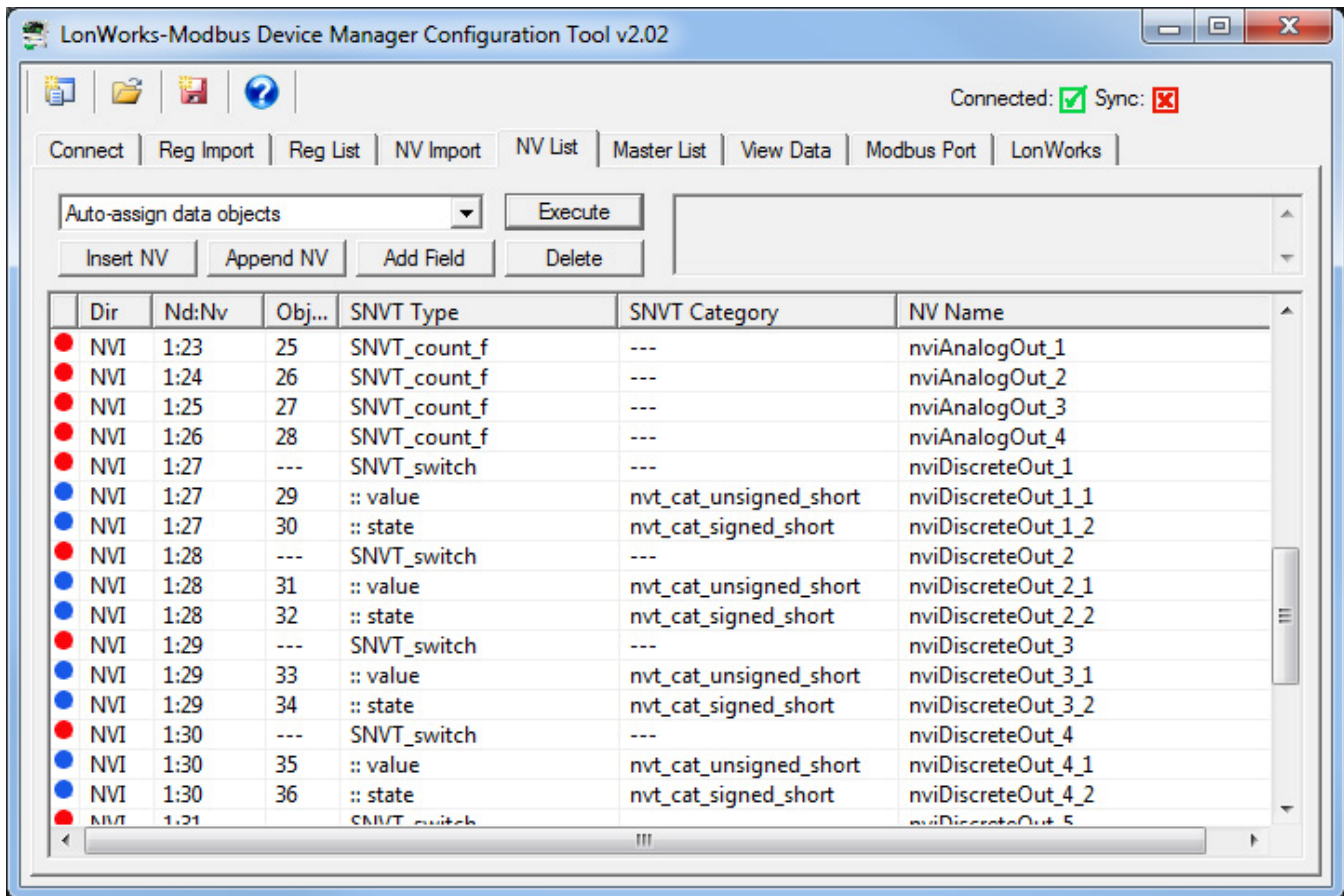 LonWorks-Modbus Device Manager Configuration Tool v2.02
Connected: Sync:
Connect Reg Import Reg List NV Import NV List Master List View Data Modbus Port LonWorks
Auto-assign data objects Execute
Insert NV Append NV Add Field Delete
Dir Nd:Nv Obj... SNVT Type SNVT Category NV Name
NVI 1:23 25 SNVT_count_f --- nviAnalogOut_1
NVI 1:24 26 SNVT_count_f --- nviAnalogOut_2
NVI 1:25 27 SNVT_count_f --- nviAnalogOut_3
NVI 1:26 28 SNVT_count_f --- nviAnalogOut_4
NVI 1:27 --- SNVT_switch --- nviDiscreteOut_1
NVI 1:27 29 :: value nvt_cat_unsigned_short nviDiscreteOut_1_1
NVI 1:27 30 :: state nvt_cat_signed_short nviDiscreteOut_1_2
NVI 1:28 --- SNVT_switch --- nviDiscreteOut_2
NVI 1:28 31 :: value nvt_cat_unsigned_short nviDiscreteOut_2_1
NVI 1:28 32 :: state nvt_cat_signed_short nviDiscreteOut_2_2
NVI 1:29 --- SNVT_switch --- nviDiscreteOut_3
NVI 1:29 33 :: value nvt_cat_unsigned_short nviDiscreteOut_3_1
NVI 1:29 34 :: state nvt_cat_signed_short nviDiscreteOut_3_2
NVI 1:30 --- SNVT_switch --- nviDiscreteOut_4
NVI 1:30 35 :: value nvt_cat_unsigned_short nviDiscreteOut_4_1
NVI 1:30 36 :: state nvt_cat_signed_short nviDiscreteOut_4_2
NVI 1:31 SNVT_switch nviDiscreteOut_5